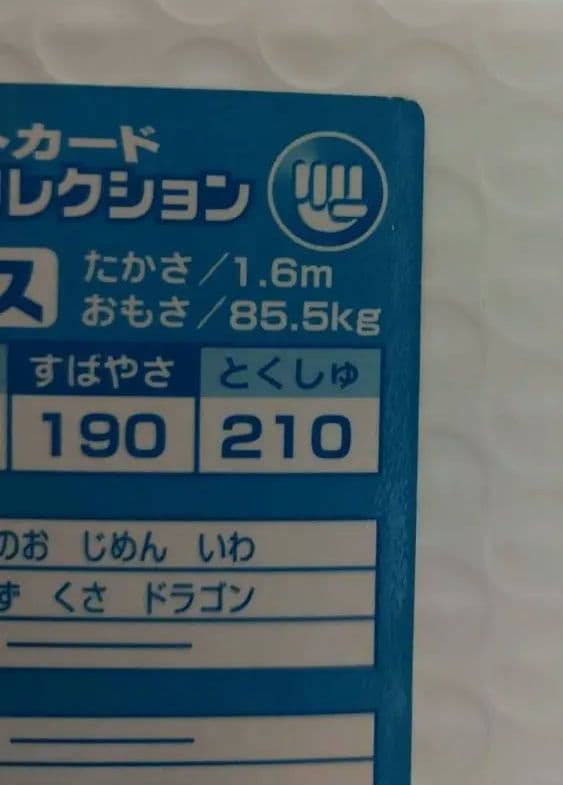 トカード
コレクション
ス たかさ/1.6m
おもさ/85.5kg
すばやさ とくしゅ
190 210
のお じめん いわ
ず くさ ドラゴン